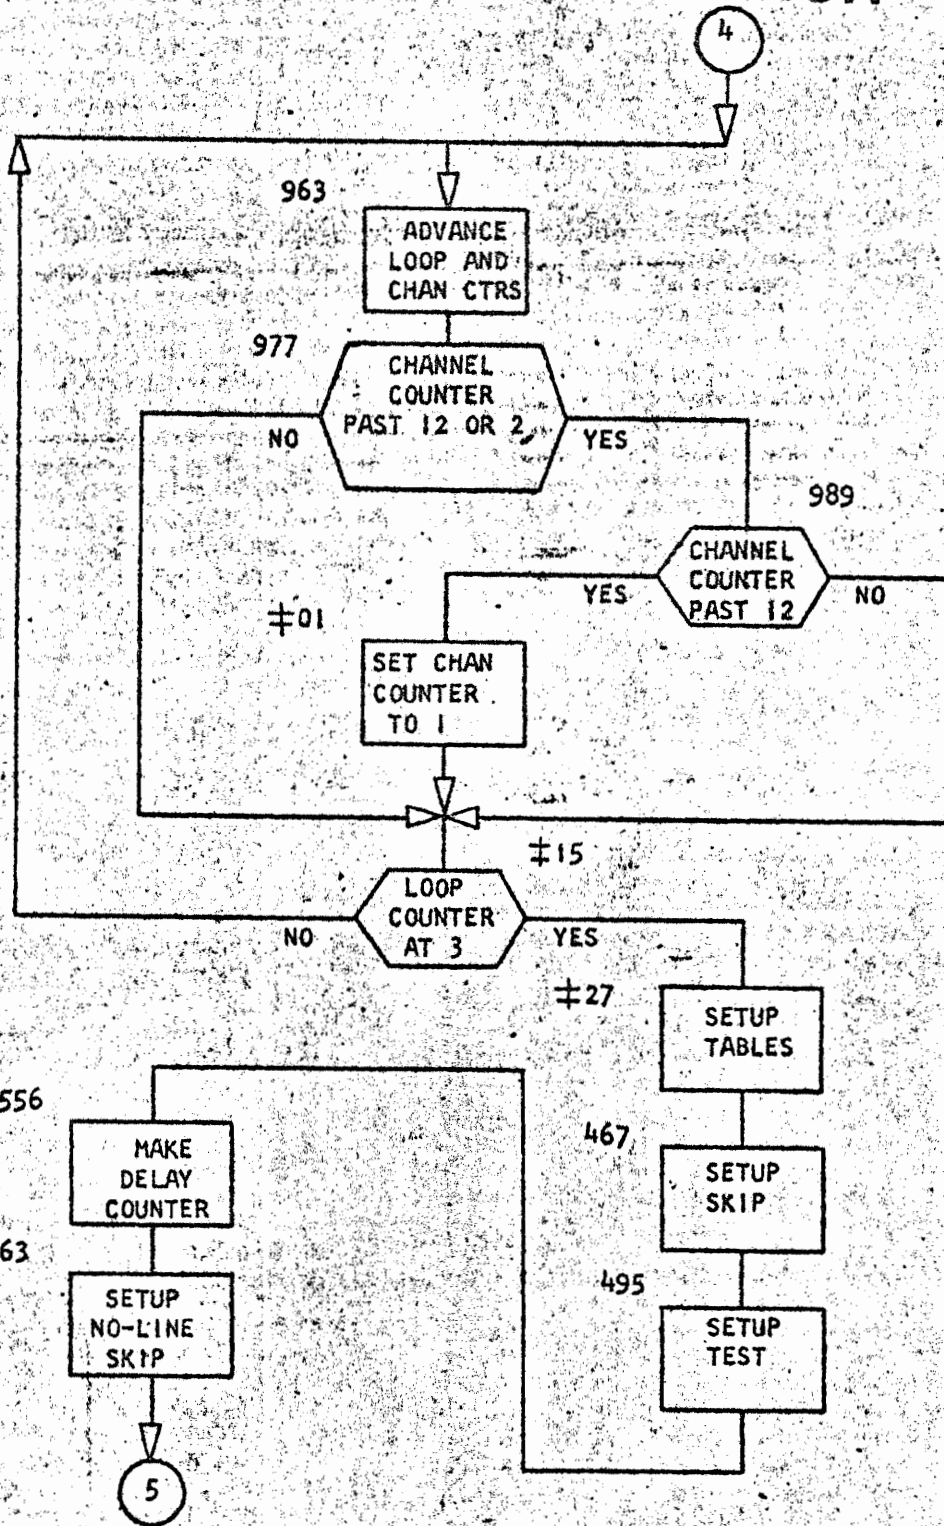 4
963
ADVANCE
LOOP AND
CHAN CTRS
977
CHANNEL
COUNTER
PAST 12 OR 2
NO
YES
989
CHANNEL
COUNTER
PAST 12
YES
NO
‡01
SET CHAN
COUNTER
TO 1
‡15
LOOP
COUNTER
AT 3
NO
YES
‡27
SETUP
TABLES
467
SETUP
SKIP
495
SETUP
TEST
556
MAKE
DELAY
COUNTER
63
SETUP
NO-LINE
SKIP
5